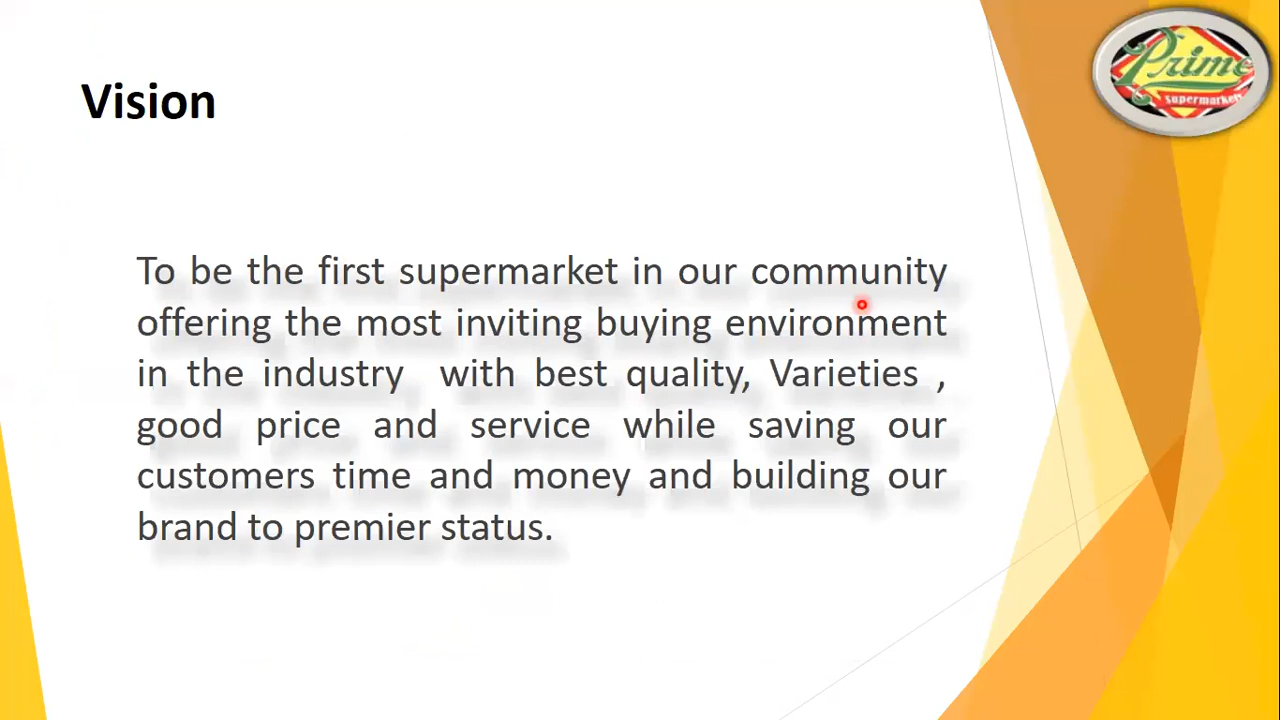 Prime
Supermarkets
Vision
To be the first supermarket in our community
offering the most inviting buying environment
in the industry  with best quality, Varieties ,
good price and service while saving our
customers time and money and building our
brand to premier status.